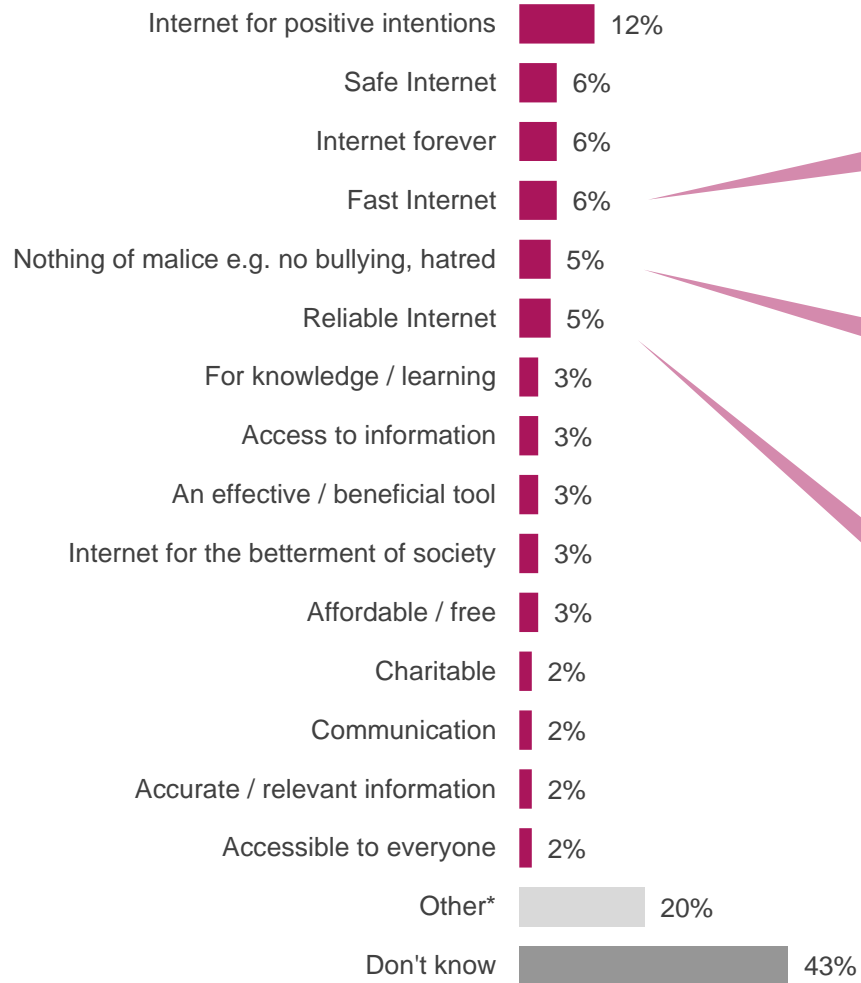 Internet for positive intentions 12%
Safe Internet 6%
Internet forever 6%
Fast Internet 6%
Nothing of malice e.g. no bullying, hatred 5%
Reliable Internet 5%
For knowledge / learning 3%
Access to information 3%
An effective / beneficial tool 3%
Internet for the betterment of society 3%
Affordable / free 3%
Charitable 2%
Communication 2%
Accurate / relevant information 2%
Accessible to everyone 2%
Other* 20%
Don't know 43%